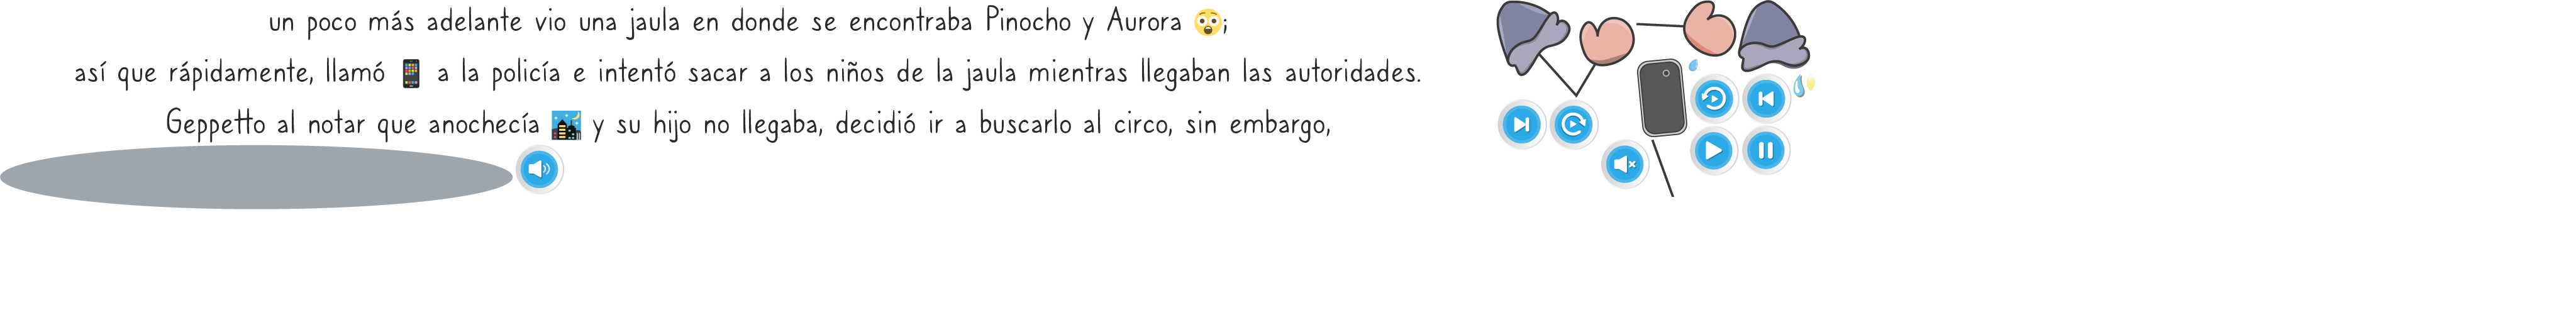 un poco más adelante vio una jaula en donde se encontraba Pinocho y Aurora 😲;
así que rápidamente, llamó 📱 a la policía e intentó sacar a los niños de la jaula mientras llegaban las autoridades.
Geppetto al notar que anochecía 🌃 y su hijo no llegaba, decidió ir a buscarlo al circo, sin embargo,